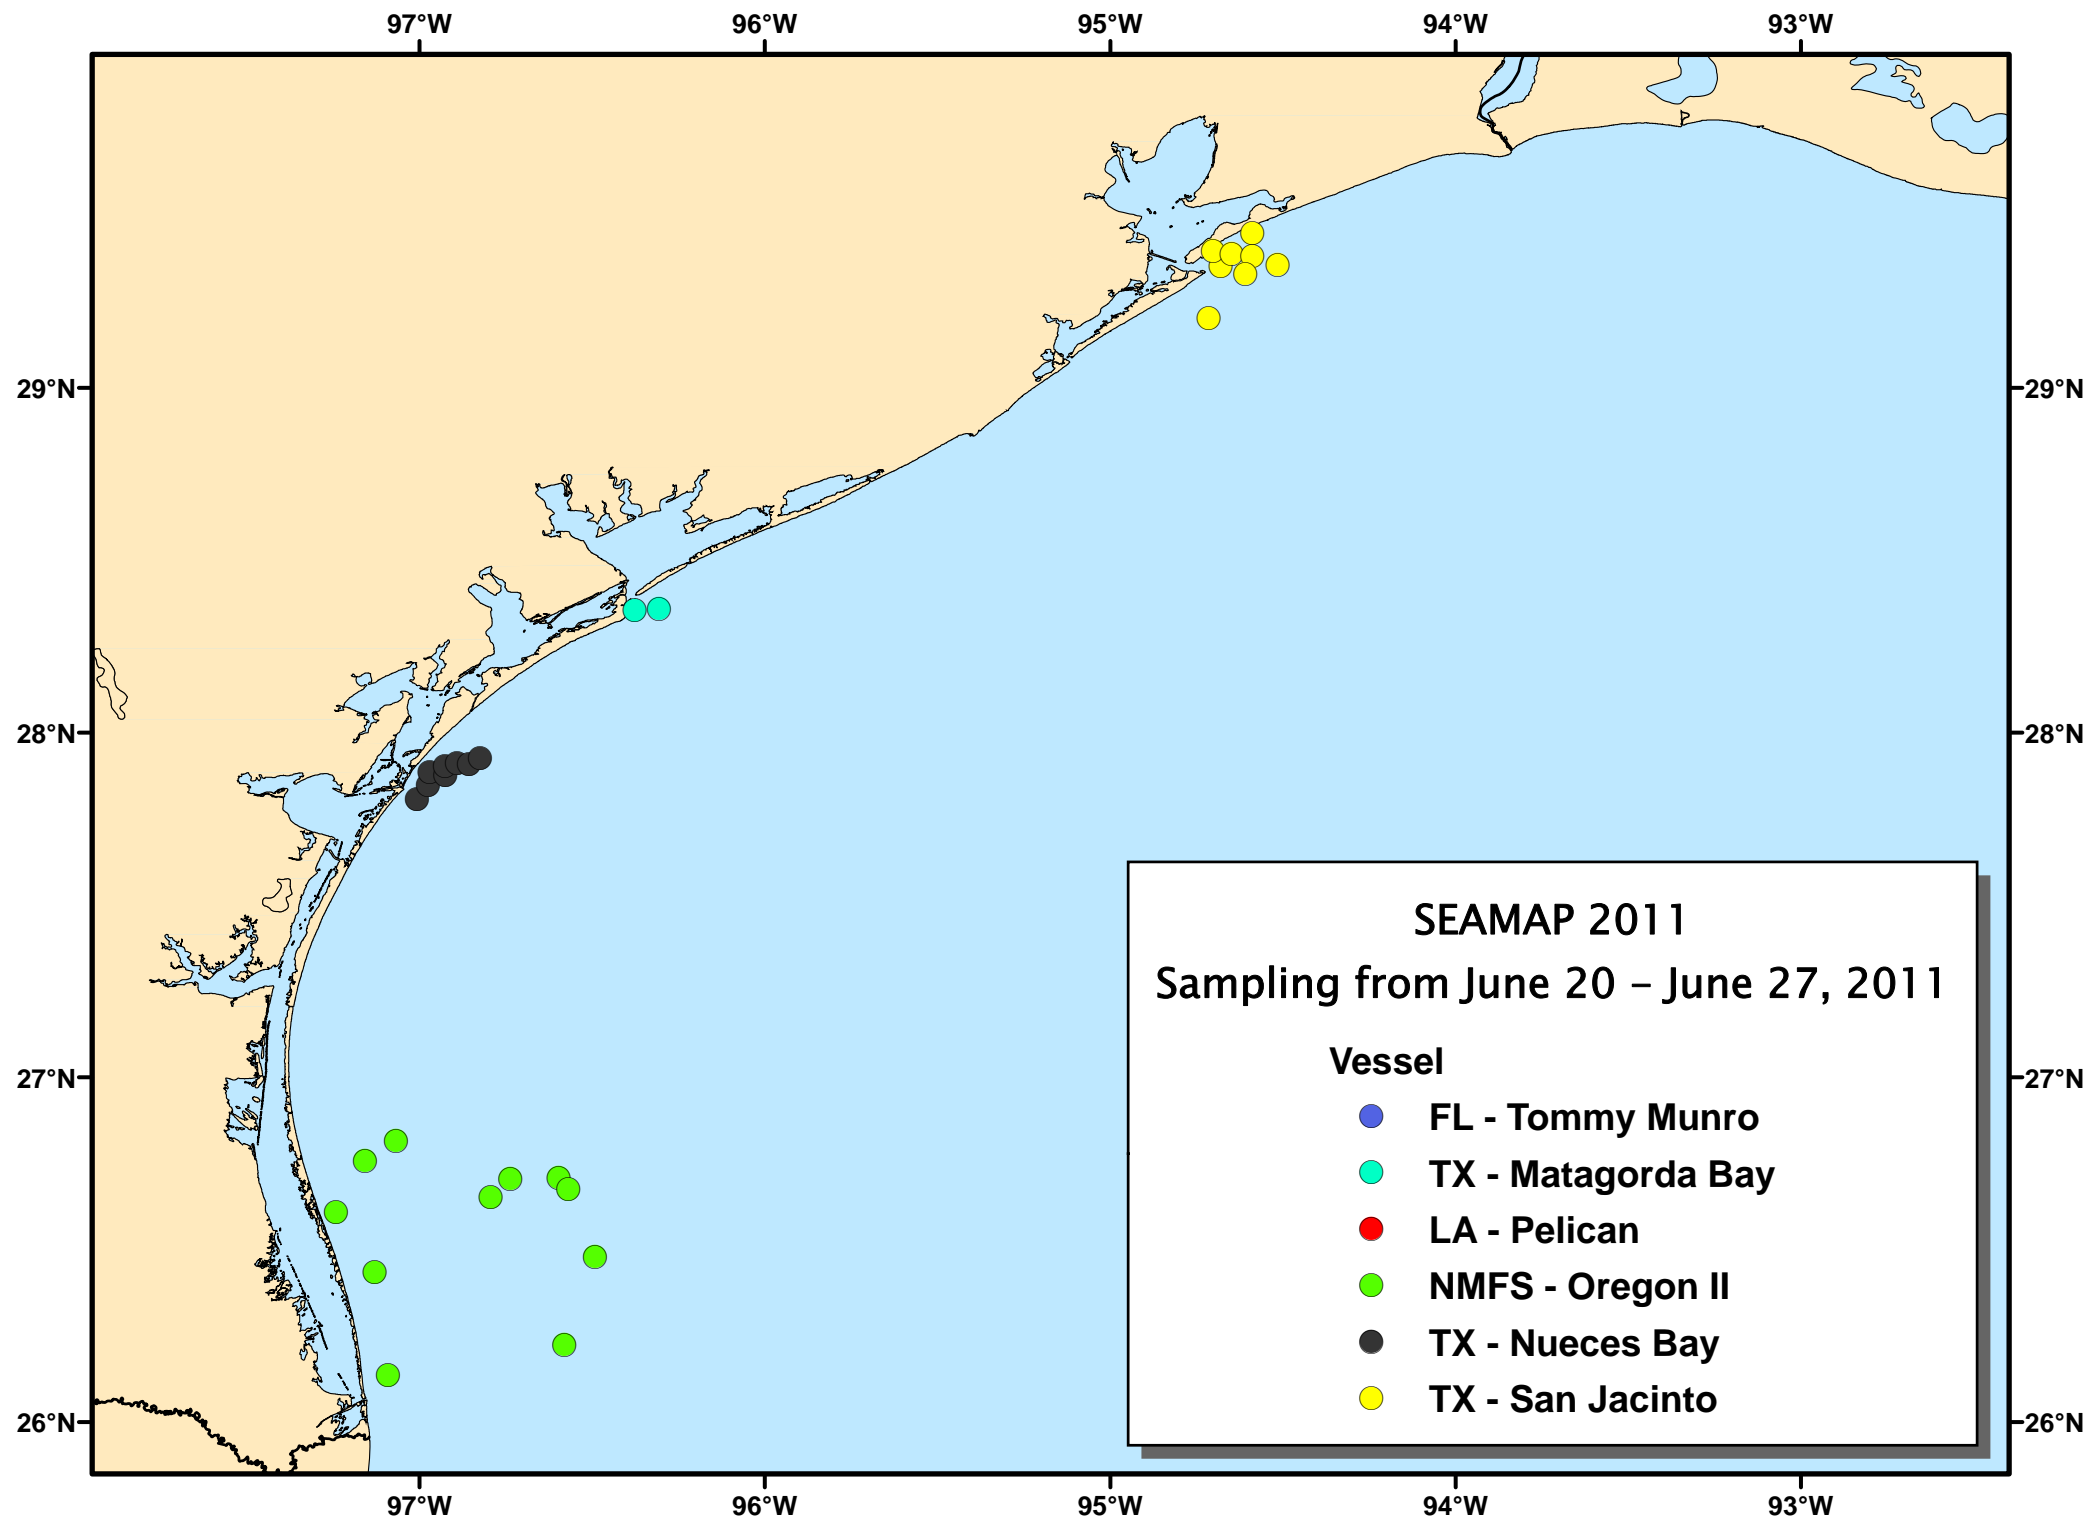 97°W 96°W 95°W 94°W 93°W
29°N 29°N
28°N 28°N
SEAMAP 2011
Sampling from June 20 - June 27, 2011
27°N 27°N
Vessel
FL - Tommy Munro
TX - Matagorda Bay
LA - Pelican
NMFS - Oregon II
TX - Nueces Bay
TX - San Jacinto
26°N 26°N
97°W 96°W 95°W 94°W 93°W